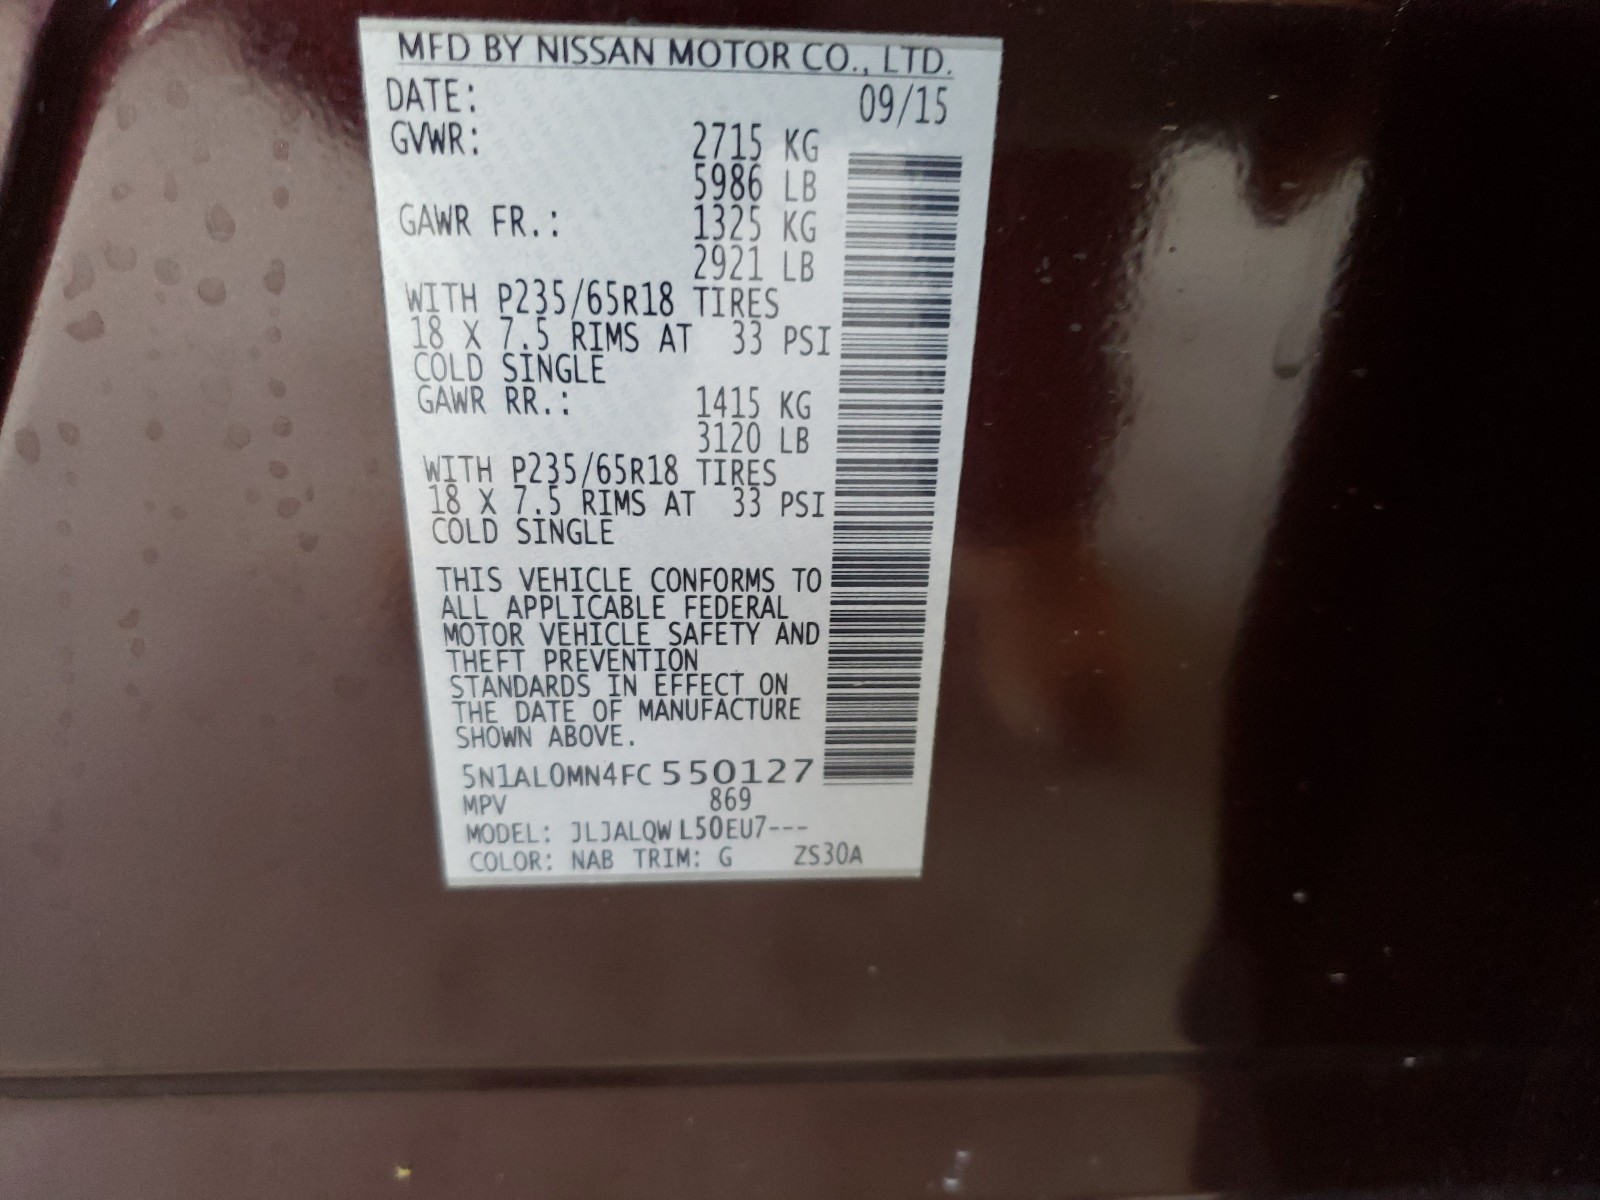 MFD BY NISSAN MOTOR CO., LTD.
DATE: 09/15
GVWR: 2715 KG
5986 LB
GAWR FR.: 1325 KG
2921 LB
WITH P235/65R18 TIRES
18 X 7.5 RIMS AT 33 PSI
COLD SINGLE
GAWR RR.: 1415 KG
3120 LB
WITH P235/65R18 TIRES
18 X 7.5 RIMS AT 33 PSI
COLD SINGLE
THIS VEHICLE CONFORMS TO
ALL APPLICABLE FEDERAL
MOTOR VEHICLE SAFETY AND
THEFT PREVENTION
STANDARDS IN EFFECT ON
THE DATE OF MANUFACTURE
SHOWN ABOVE.
5N1AL0MN4FC550127
MPV 869
MODEL: JLJALQWL50EU7---
COLOR: NAB TRIM: G ZS30A